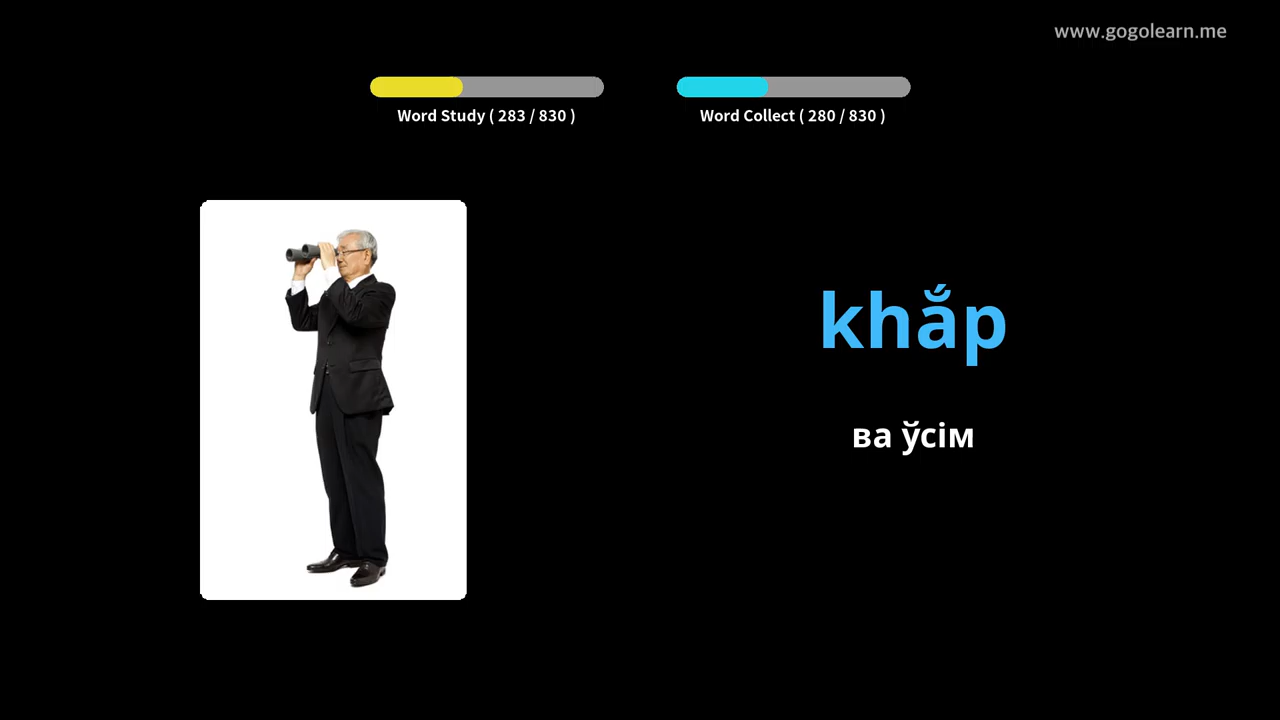 www.gogolearn.me
Word Study ( 283 / 830 )
Word Collect ( 280 / 830 )
khắp
ва ўсім